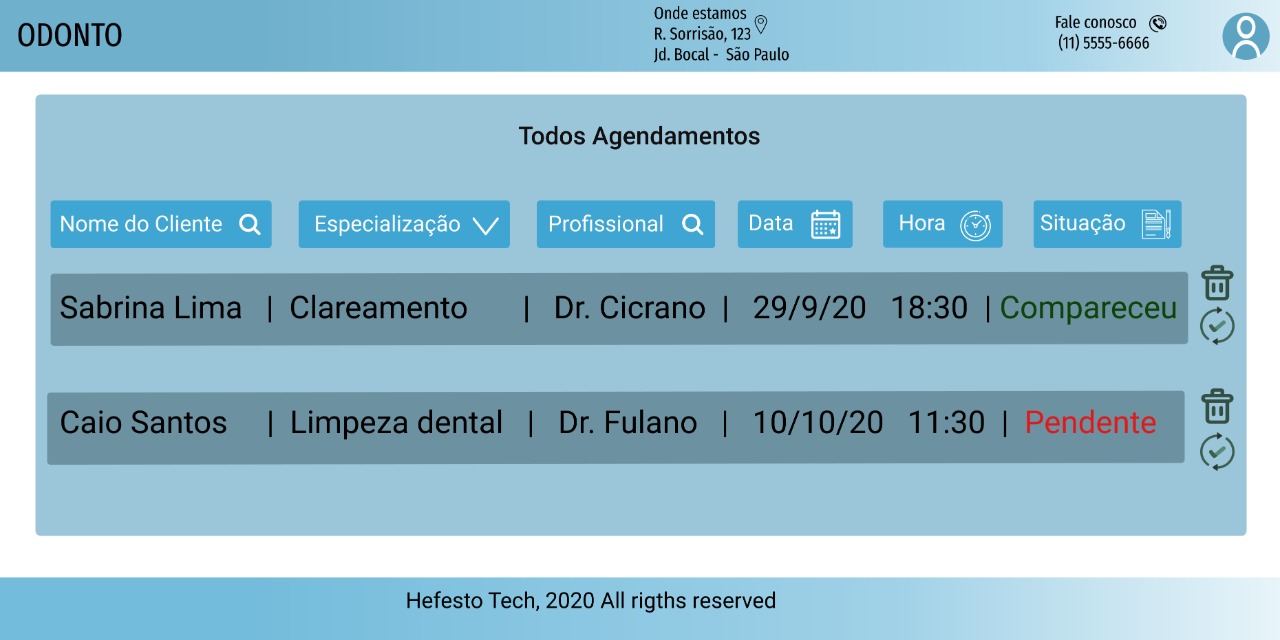 ODONTO
Onde estamos
R. Sorrisão, 123
Jd. Bocal - São Paulo
Fale conosco
(11) 5555-6666
Todos Agendamentos
Nome do Cliente Especialização Profissional Data Hora Situação
Sabrina Lima | Clareamento | Dr. Cicrano | 29/9/20 18:30 | Compareceu
Caio Santos | Limpeza dental | Dr. Fulano | 10/10/20 11:30 | Pendente
Hefesto Tech, 2020 All rigths reserved